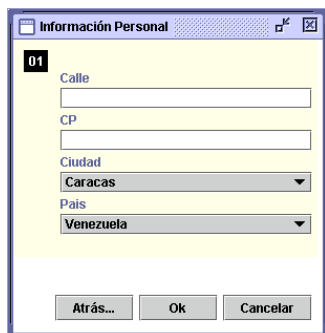 Información Personal
01
Calle
CP
Ciudad
Caracas
Pais
Venezuela
Atrás... Ok Cancelar